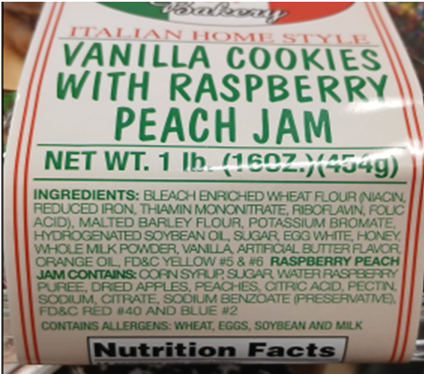 Bakery
ITALIAN HOME STYLE
VANILLA COOKIES
WITH RASPBERRY
PEACH JAM
NET WT. 1 lb. (16OZ.)(454g)
INGREDIENTS: BLEACH ENRICHED WHEAT FLOUR (NIACIN,
REDUCED IRON, THIAMIN MONONITRATE, RIBOFLAVIN, FOLIC
ACID), MALTED BARLEY FLOUR, POTASSIUM BROMATE,
HYDROGENATED SOYBEAN OIL, SUGAR, EGG WHITE, HONEY,
WHOLE MILK POWDER, VANILLA, ARTIFICIAL BUTTER FLAVOR,
ORANGE OIL, FD&C YELLOW #5 & #6 RASPBERRY PEACH
JAM CONTAINS: CORN SYRUP, SUGAR, WATER RASPBERRY
PUREE, DRIED APPLES, PEACHES, CITRIC ACID, PECTIN,
SODIUM, CITRATE, SODIUM BENZOATE (PRESERVATIVE),
FD&C RED #40 AND BLUE #2
CONTAINS ALLERGENS: WHEAT, EGGS, SOYBEAN AND MILK
Nutrition Facts